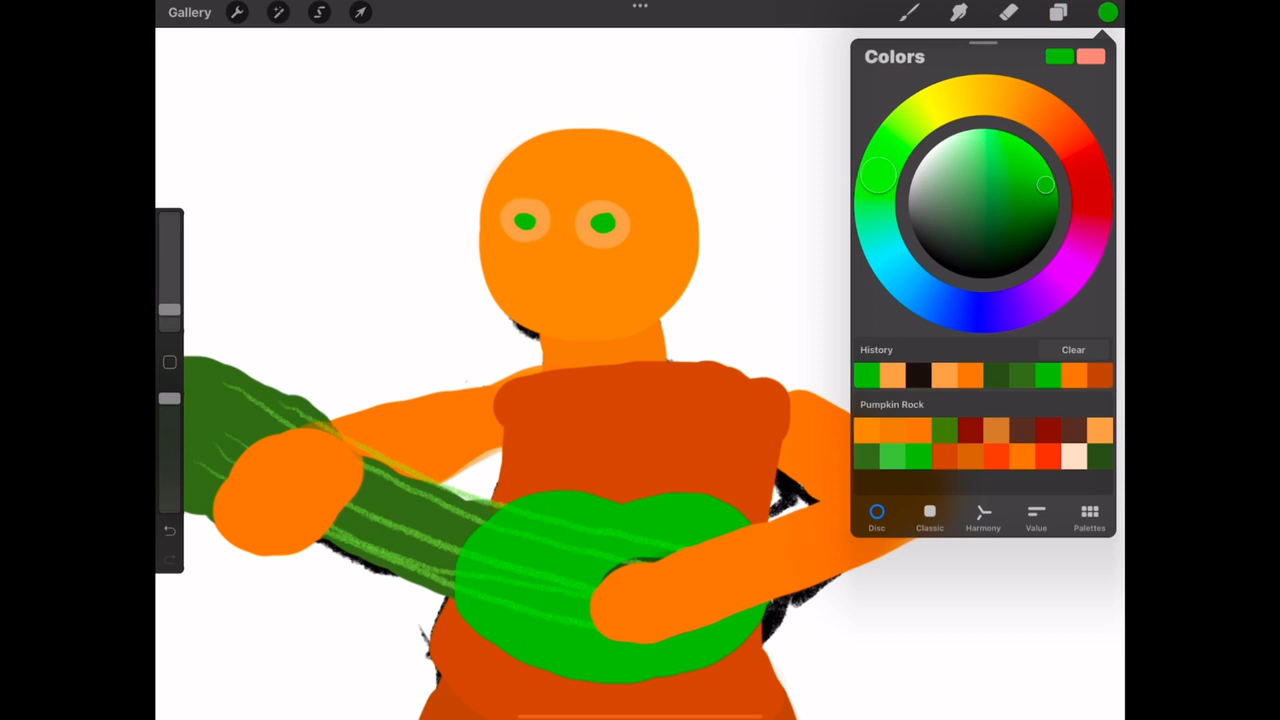 Gallery
Colors
History Clear
Pumpkin Rock
Disc Classic Harmony Value Palettes